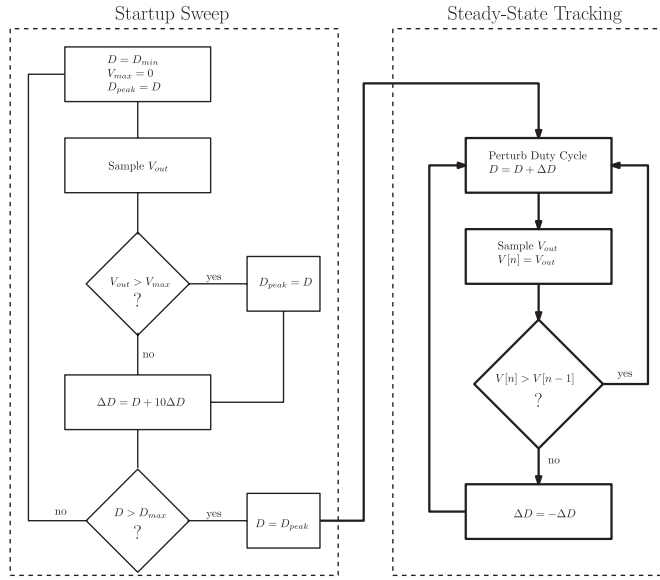 Startup Sweep
D = D_min
V_max = 0
D_peak = D
Sample V_out
V_out > V_max
?
yes
D_peak = D
no
ΔD = D + 10ΔD
D > D_max
?
no
yes
D = D_peak
Steady-State Tracking
Perturb Duty Cycle
D = D + ΔD
Sample V_out
V[n] = V_out
V[n] > V[n − 1]
?
yes
no
ΔD = −ΔD